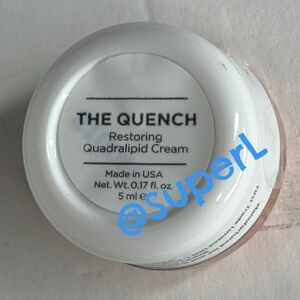 THE QUENCH
Restoring
Quadralipid Cream
Made in USA
Net. Wt. 0.17 fl. oz.
5 ml e
@superL